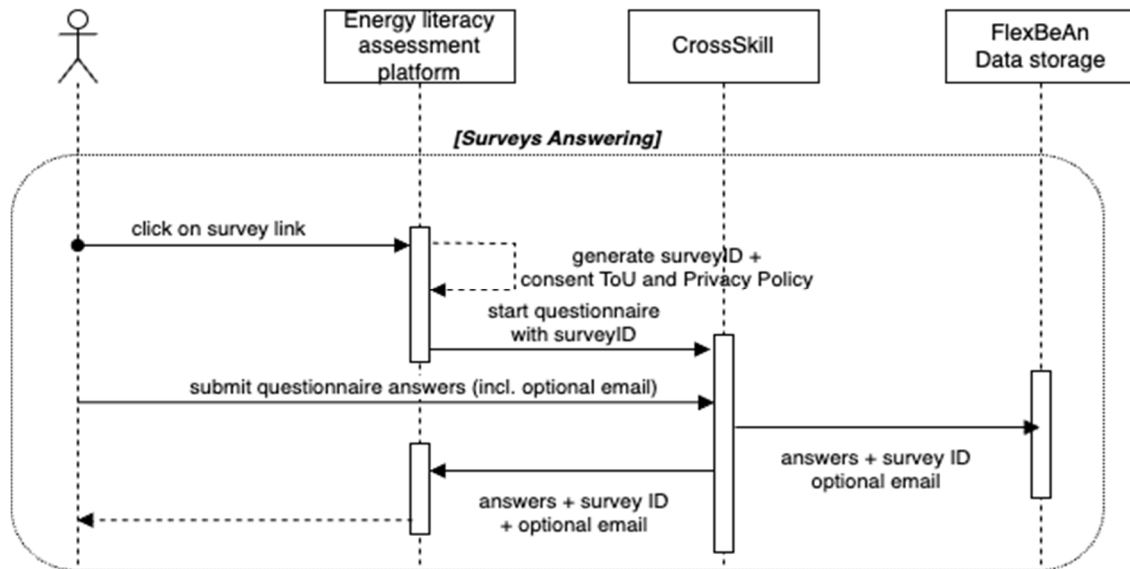 Energy literacy
assessment
platform
CrossSkill
FlexBeAn
Data storage
[Surveys Answering]
click on survey link
generate surveyID +
consent ToU and Privacy Policy
start questionnaire
with surveyID
submit questionnaire answers (incl. optional email)
answers + survey ID
optional email
answers + survey ID
+ optional email